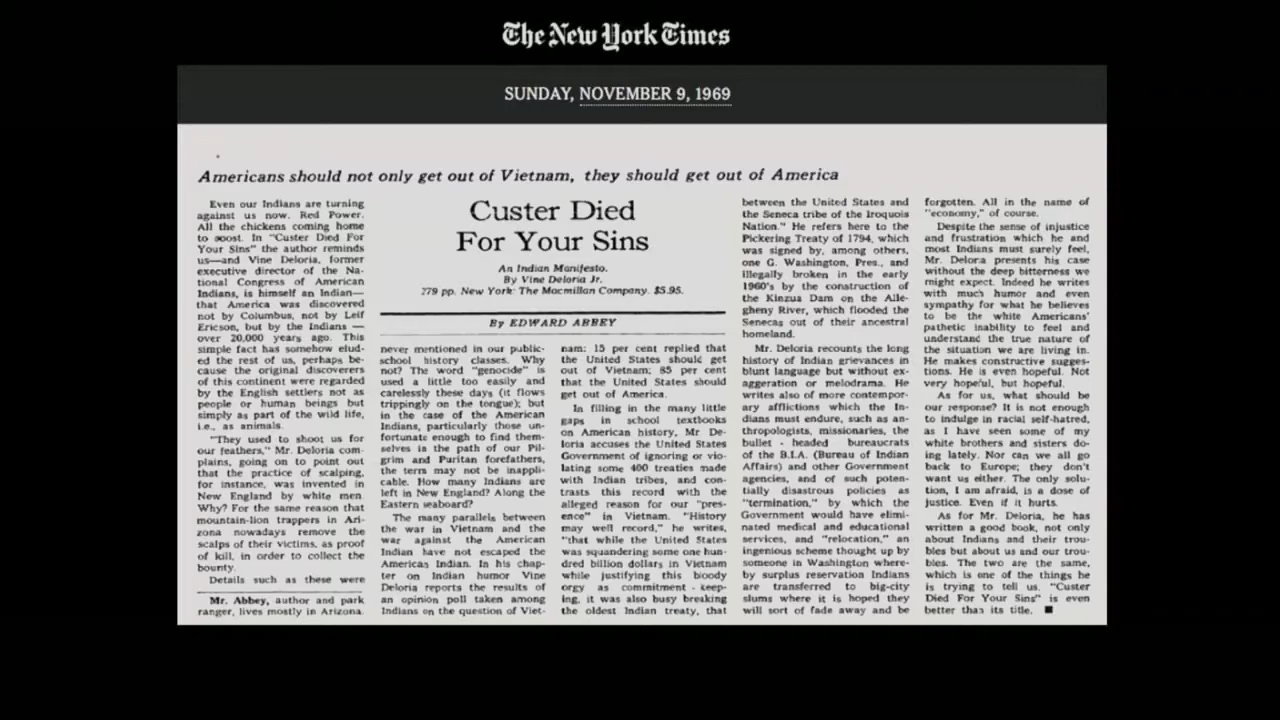 The New York Times
SUNDAY, NOVEMBER 9, 1969
Americans should not only get out of Vietnam, they should get out of America
Even our Indians are turning
against us now. Red Power.
All the chickens coming home
to roost. In "Custer Died For
Your Sins" the author reminds
us—and Vine Deloria, former
executive director of the Na-
tional Congress of American
Indians, is himself an Indian—
that America was discovered
not by Columbus, not by Leif
Ericson, but by the Indians —
over 20,000 years ago. This
simple fact has somehow elud-
ed the rest of us, perhaps be-
cause the original discoverers
of this continent were regarded
by the English settlers not as
people or human beings but
simply as part of the wild life,
i.e., as animals.
"They used to shoot us for
our feathers," Mr. Deloria com-
plains, going on to point out
that the practice of scalping,
for instance, was invented in
New England by white men.
Why? For the same reason that
mountain-lion trappers in Ari-
zona nowadays remove the
scalps of their victims, as proof
of kill, in order to collect the
bounty.
Details such as these were
Mr. Abbey, author and park
ranger, lives mostly in Arizona.
Custer Died
For Your Sins
An Indian Manifesto.
By Vine Deloria Jr.
279 pp. New York: The Macmillan Company. $5.95.
By EDWARD ABBEY
never mentioned in our public-
school history classes. Why
not? The word "genocide" is
used a little too easily and
carelessly these days (it flows
trippingly on the tongue); but
in the case of the American
Indians, particularly those un-
fortunate enough to find them-
selves in the path of our Pil-
grim and Puritan forefathers,
the term may not be inappli-
cable. How many Indians are
left in New England? Along the
Eastern seaboard?
The many parallels between
the war in Vietnam and the
war against the American
Indian have not escaped the
American Indian. In his chap-
ter on Indian humor Vine
Deloria reports the results of
an opinion poll taken among
Indians on the question of Viet-
nam: 15 per cent replied that
the United States should get
out of Vietnam; 85 per cent
that the United States should
get out of America.
In filling in the many little
gaps in school textbooks
on American history, Mr De-
loria accuses the United States
Government of ignoring or vio-
lating some 400 treaties made
with Indian tribes, and con-
trasts this record with the
alleged reason for our "pres-
ence" in Vietnam. "History
may well record," he writes,
"that while the United States
was squandering some one hun-
dred billion dollars in Vietnam
while justifying this bloody
orgy as commitment - keep-
ing, it was also busy breaking
the oldest Indian treaty, that
between the United States and
the Seneca tribe of the Iroquois
Nation." He refers here to the
Pickering Treaty of 1794, which
was signed by, among others,
one G. Washington, Pres., and
illegally broken in the early
1960's by the construction of
the Kinzua Dam on the Alle-
gheny River, which flooded the
Senecas out of their ancestral
homeland.
Mr. Deloria recounts the long
history of Indian grievances in
blunt language but without ex-
aggeration or melodrama. He
writes also of more contempor-
ary afflictions which the In-
dians must endure, such as an-
thropologists, missionaries, the
bullet - headed bureaucrats
of the B.I.A. (Bureau of Indian
Affairs) and other Government
agencies, and of such poten-
tially disastrous policies as
"termination," by which the
Government would have elimi-
nated medical and educational
services, and "relocation," an
ingenious scheme thought up by
someone in Washington where-
by surplus reservation Indians
are transferred to big-city
slums where it is hoped they
will sort of fade away and be
forgotten. All in the name of
"economy," of course.
Despite the sense of injustice
and frustration which he and
most Indians must surely feel,
Mr. Deloria presents his case
without the deep bitterness we
might expect. Indeed he writes
with much humor and even
sympathy for what he believes
to be the white Americans'
pathetic inability to feel and
understand the true nature of
the situation we are living in.
He makes constructive sugges-
tions. He is even hopeful. Not
very hopeful, but hopeful.
As for us, what should be
our response? It is not enough
to indulge in racial self-hatred,
as I have seen some of my
white brothers and sisters do-
ing lately. Nor can we all go
back to Europe; they don't
want us either. The only solu-
tion, I am afraid, is a dose of
justice. Even if it hurts.
As for Mr. Deloria, he has
written a good book, not only
about Indians and their trou-
bles but about us and our trou-
bles. The two are the same,
which is one of the things he
is trying to tell us. "Custer
Died For Your Sins" is even
better than its title. ■